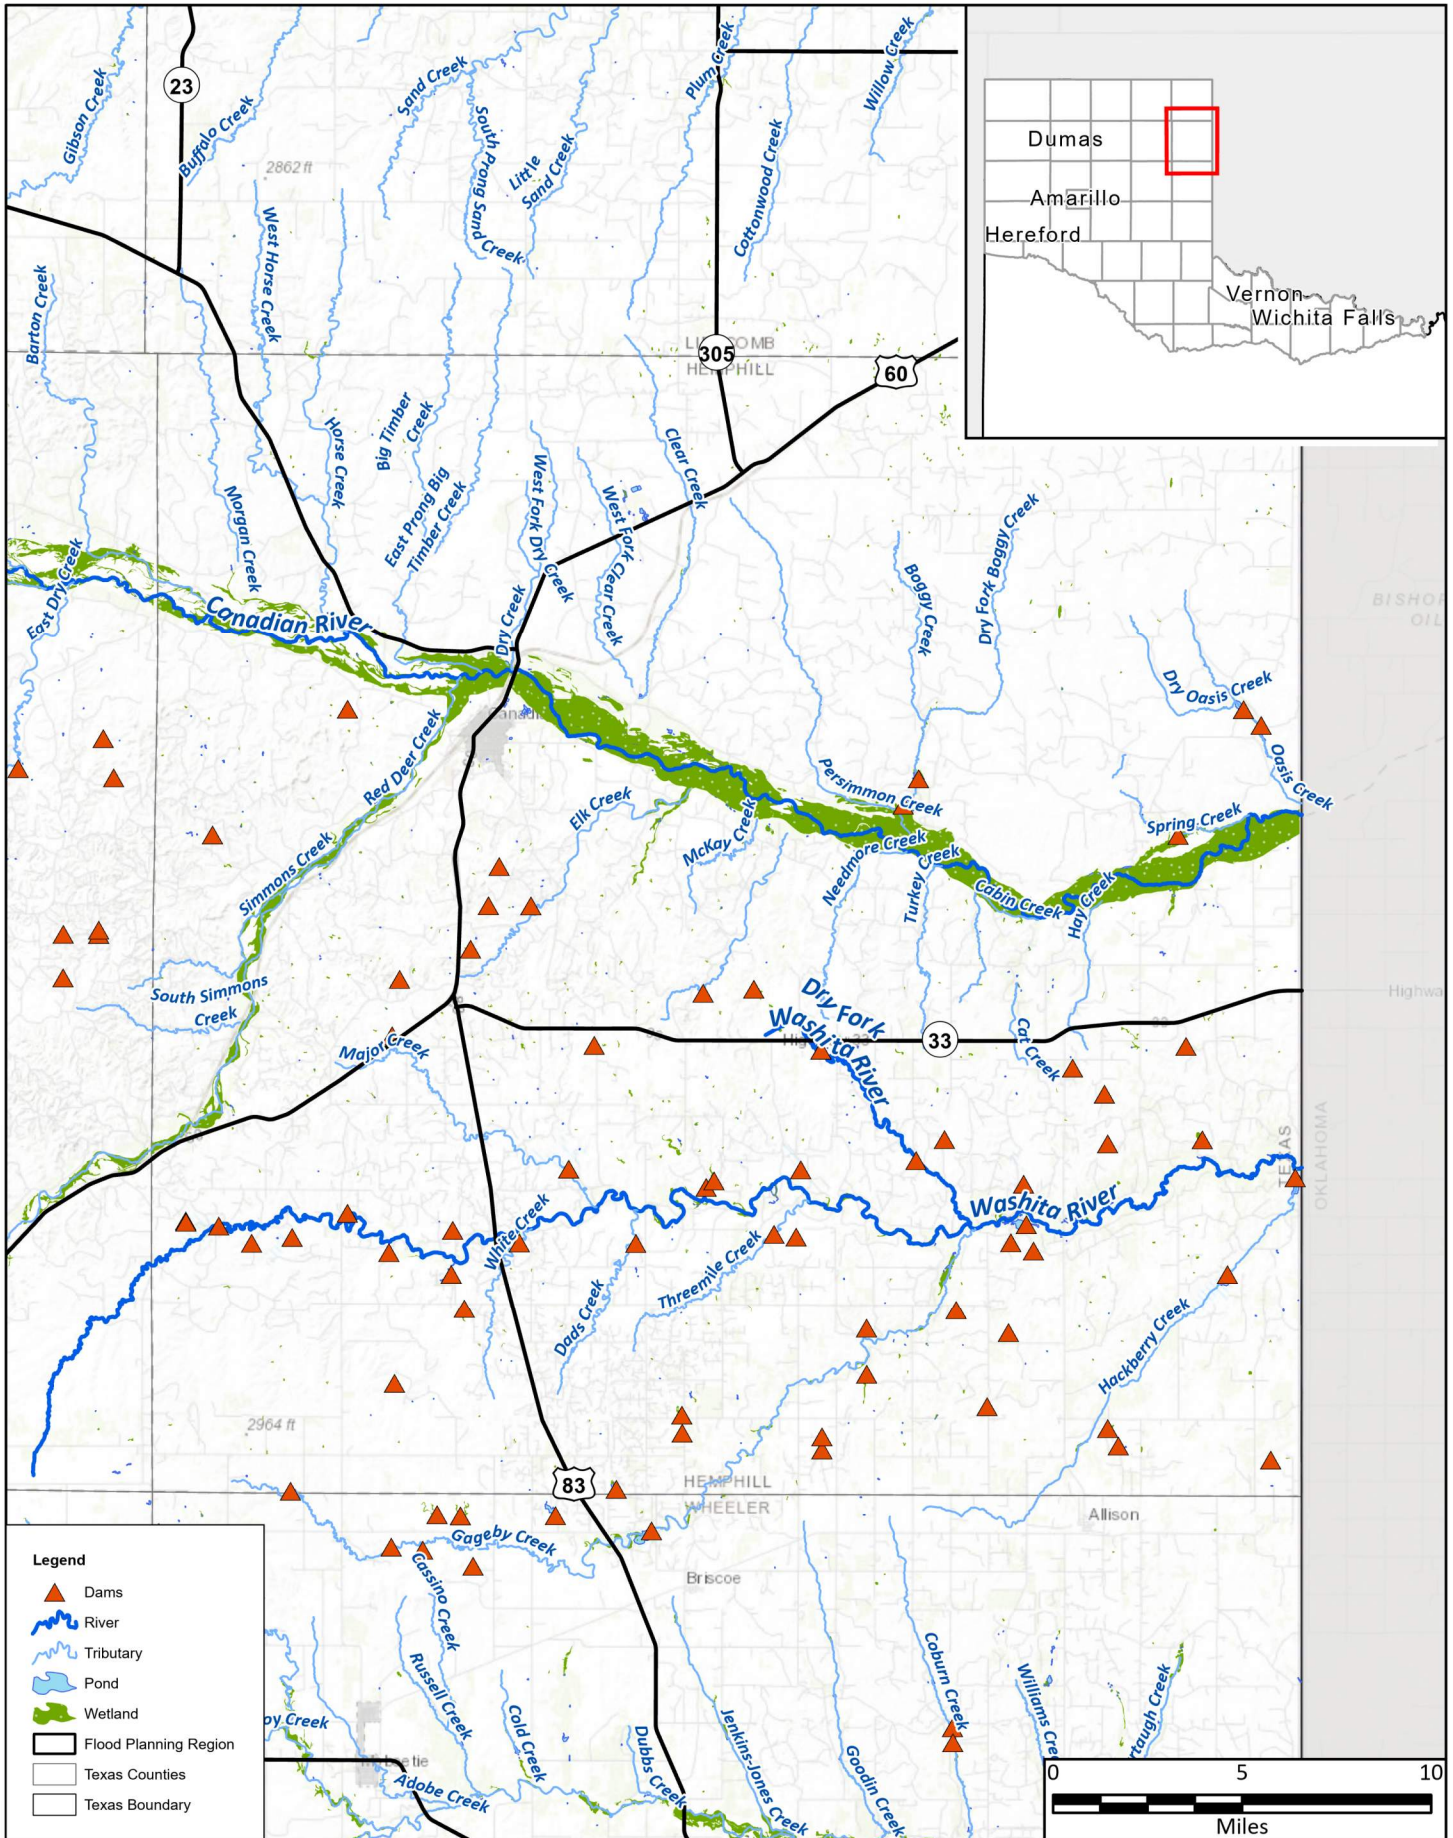 23
Gibson Creek
Buffalo Creek
Sand Creek
South Prong Sand Creek
Little
Sand Creek
Plum Creek
Cottonwood Creek
Willow Creek
2862 ft
Dumas
Amarillo
Hereford
Vernon
Wichita Falls
Barton Creek
West Horse Creek
305
HEMPHILL
60
Horse Creek
Big Timber
Creek
East Prong Big
Timber Creek
Morgan Creek
West Fork Dry Creek
West Fork Clear Creek
Clear Creek
Dry Creek
East Dry Creek
Canadian River
Boggy Creek
Dry Fork Boggy Creek
Dry Oasis Creek
Oasis Creek
Red Deer Creek
Elk Creek
McKay Creek
Persimmon Creek
Needmore Creek
Turkey Creek
Cabin Creek
Hay Creek
Spring Creek
Simmons Creek
South Simmons
Creek
Major Creek
Dry Fork
Washita River
33
Cat Creek
Highwa
TEXAS
OKLAHOMA
Washita River
White Creek
Dads Creek
Threemile Creek
Hackberry Creek
2964 ft
83
HEMPHILL
WHEELER
Allison
Briscoe
Gageby Creek
Cassino Creek
Russell Creek
Cold Creek
Dubbs Creek
Jenkins-Jones Creek
Goodin Creek
Coburn Creek
Williams Cree
rtaugh Creek
oy Creek
Adobe Creek
Legend
Dams
River
Tributary
Pond
Wetland
Flood Planning Region
Texas Counties
Texas Boundary
0 5 10
Miles